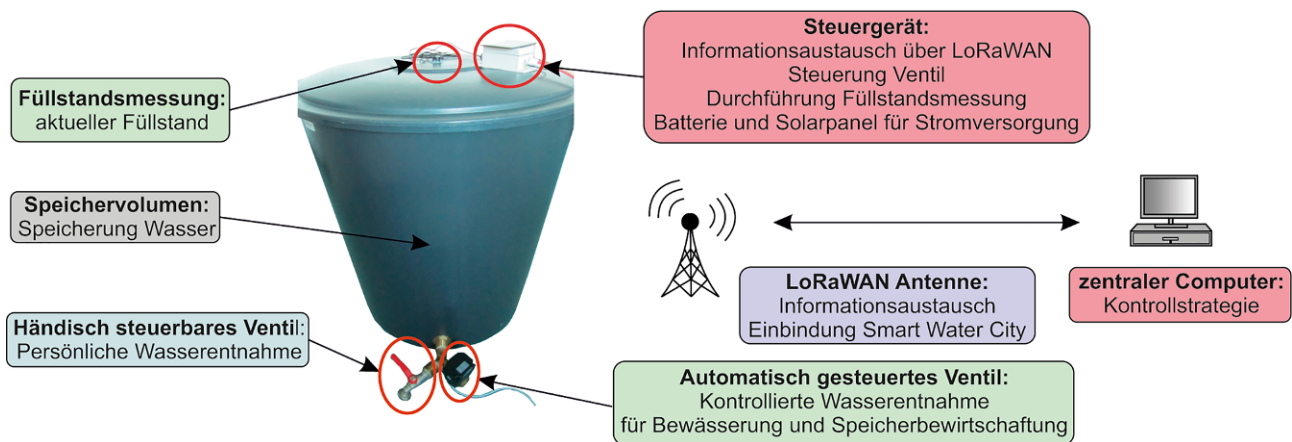 Steuergerät:
Informationsaustausch über LoRaWAN
Steuerung Ventil
Durchführung Füllstandsmessung
Batterie und Solarpanel für Stromversorgung
Füllstandsmessung:
aktueller Füllstand
Speichervolumen:
Speicherung Wasser
LoRaWAN Antenne:
Informationsaustausch
Einbindung Smart Water City
zentraler Computer:
Kontrollstrategie
Händisch steuerbares Ventil:
Persönliche Wasserentnahme
Automatisch gesteuertes Ventil:
Kontrollierte Wasserentnahme
für Bewässerung und Speicherbewirtschaftung